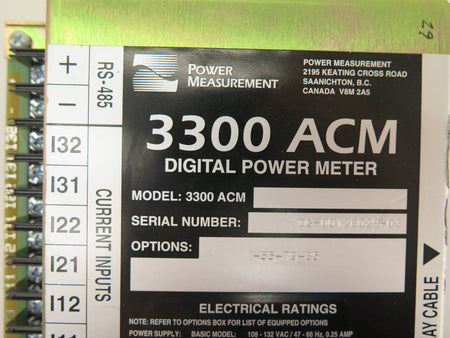 29
+
−
RS-485
I32
I31
I22
I21
I12
I11
CURRENT INPUTS
POWER
MEASUREMENT
POWER MEASUREMENT
2195 KEATING CROSS ROAD
SAANICHTON, B.C.
CANADA V8M 2A5
3300 ACM
DIGITAL POWER METER
MODEL: 3300 ACM
SERIAL NUMBER:
OPTIONS:
ELECTRICAL RATINGS
NOTE: REFER TO OPTIONS BOX FOR LIST OF EQUIPPED OPTIONS
POWER SUPPLY: BASIC MODEL: 108 - 132 VAC / 47 - 66 Hz, 0.25 AMP
AY CABLE